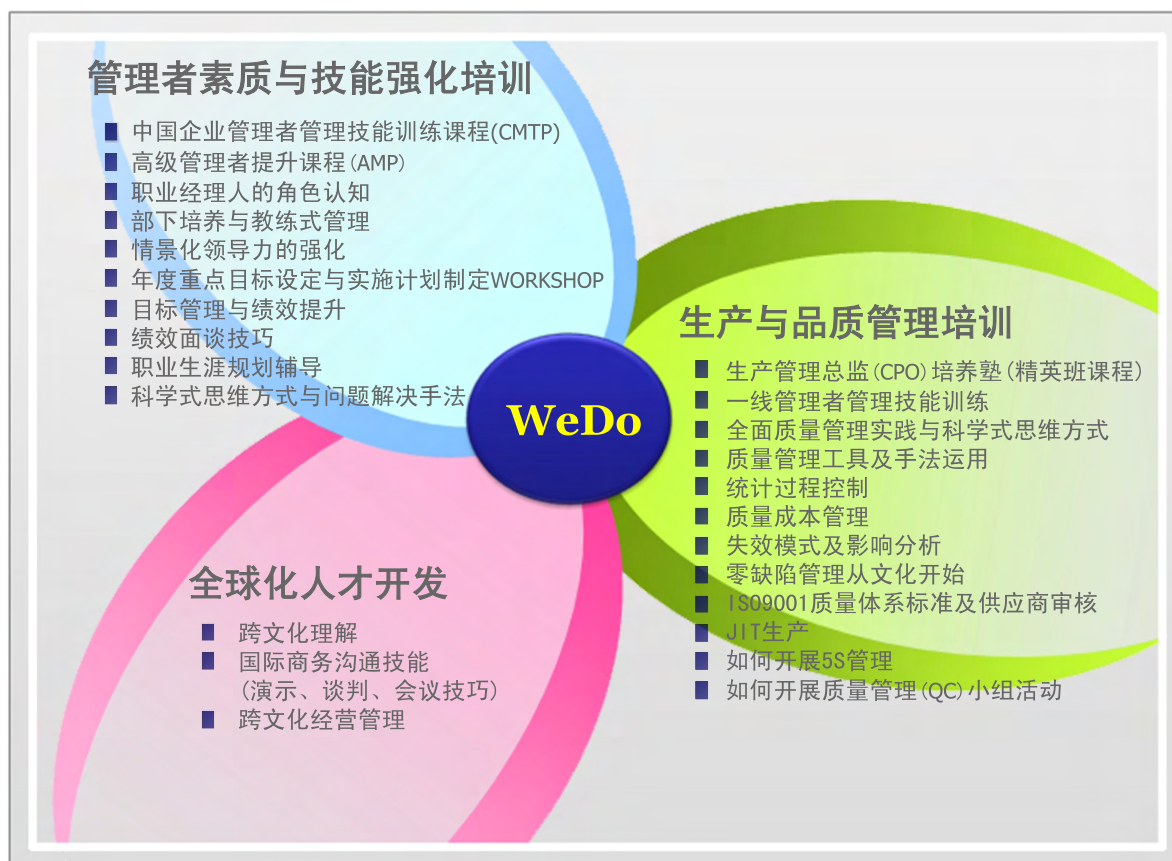 管理者素质与技能强化培训
中国企业管理者管理技能训练课程(CMTP)
高级管理者提升课程(AMP)
职业经理人的角色认知
部下培养与教练式管理
情景化领导力的强化
年度重点目标设定与实施计划制定WORKSHOP
目标管理与绩效提升
绩效面谈技巧
职业生涯规划辅导
科学式思维方式与问题解决手法
WeDo
生产与品质管理培训
生产管理总监(CPO)培养塾(精英班课程)
一线管理者管理技能训练
全面质量管理实践与科学式思维方式
质量管理工具及手法运用
统计过程控制
质量成本管理
失效模式及影响分析
零缺陷管理从文化开始
ISO9001质量体系标准及供应商审核
JIT生产
如何开展5S管理
如何开展质量管理(QC)小组活动
全球化人才开发
跨文化理解
国际商务沟通技能
(演示、谈判、会议技巧)
跨文化经营管理